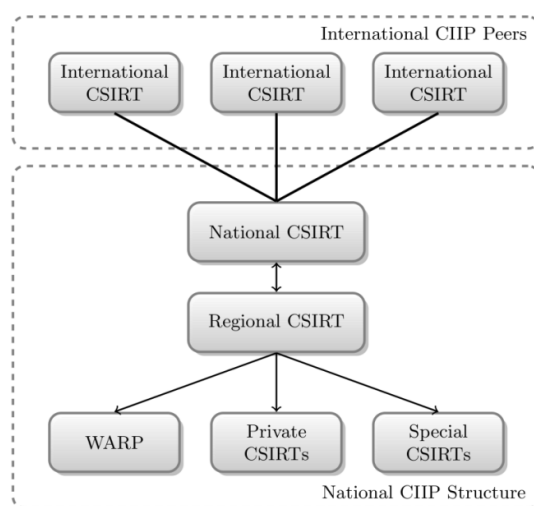 International CIIP Peers
International International International
CSIRT CSIRT CSIRT
National CSIRT
Regional CSIRT
WARP
Private
CSIRTs
Special
CSIRTs
National CIIP Structure